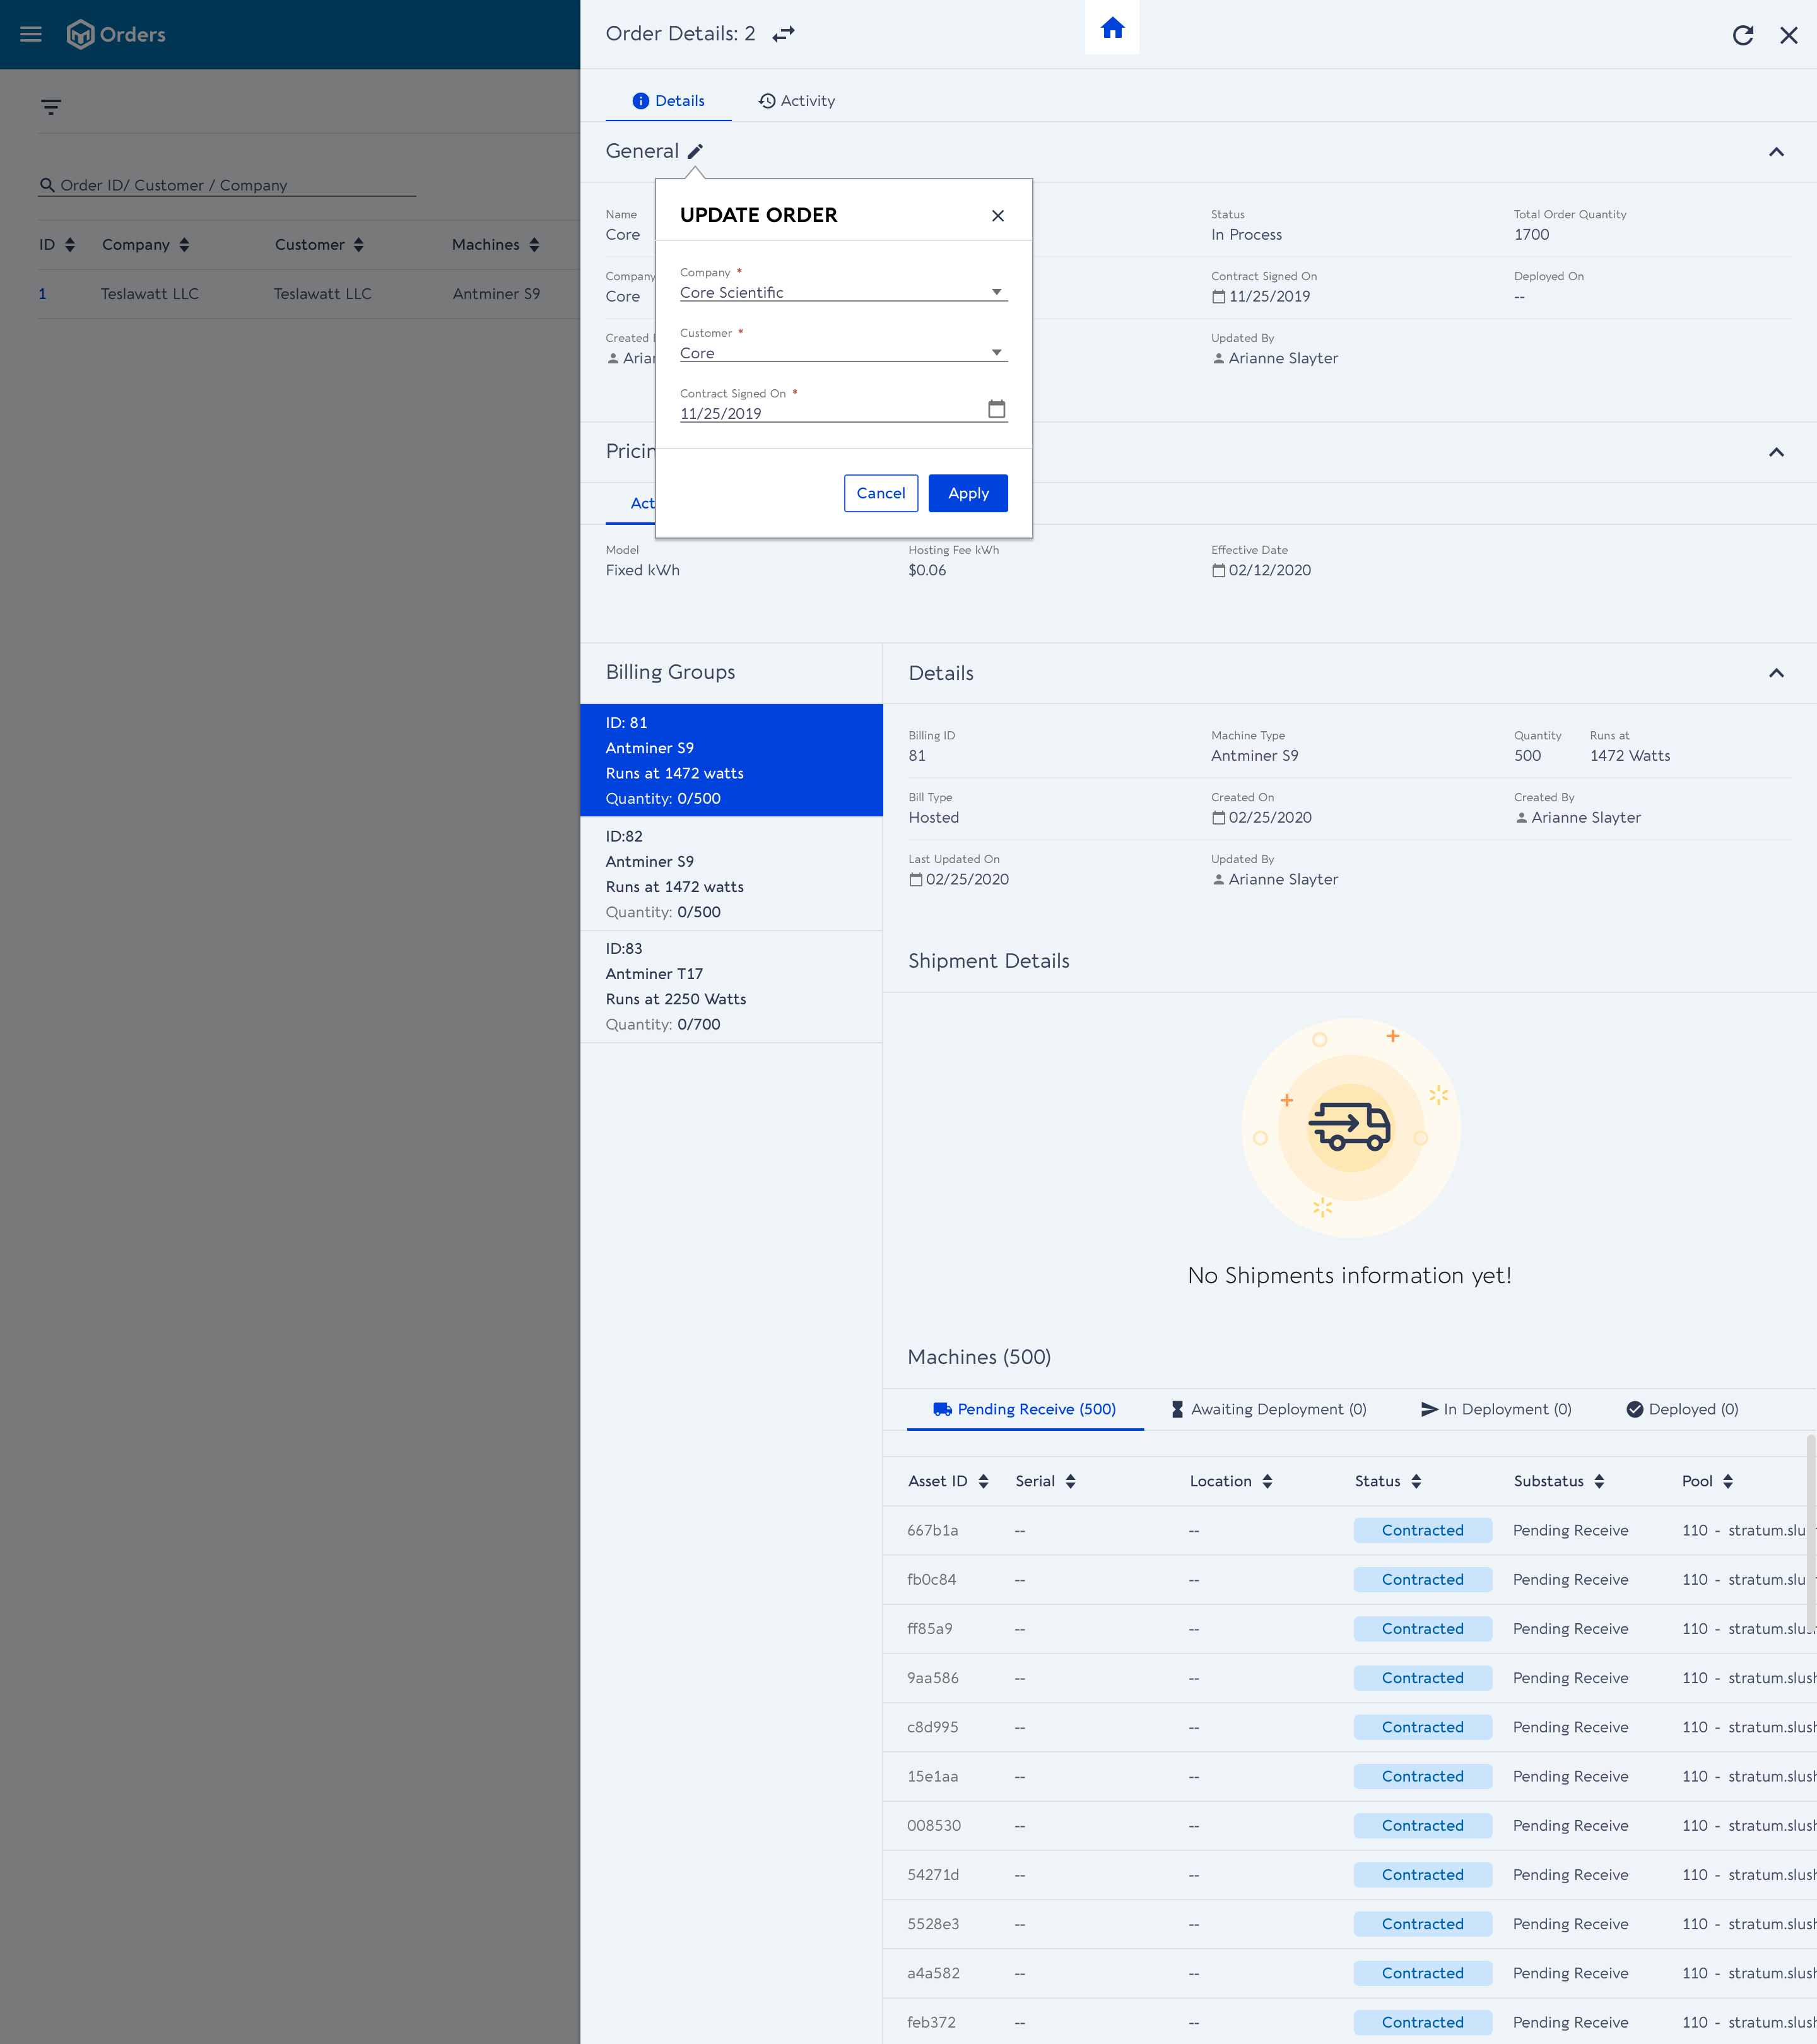 Orders
Order ID/ Customer / Company
ID Company Customer Machines
1 Teslawatt LLC Teslawatt LLC Antminer S9
Order Details: 2
Details Activity
General
Name
Core
Status
In Process
Total Order Quantity
1700
Company
Core
Contract Signed On
11/25/2019
Deployed On
--
Created
Updated By
Arianne Slayter
UPDATE ORDER
Company *
Core Scientific
Customer *
Core
Contract Signed On *
11/25/2019
Cancel Apply
Model
Fixed kWh
Hosting Fee kWh
$0.06
Effective Date
02/12/2020
Billing Groups
ID: 81
Antminer S9
Runs at 1472 watts
Quantity: 0/500
ID:82
Antminer S9
Runs at 1472 watts
Quantity: 0/500
ID:83
Antminer T17
Runs at 2250 Watts
Quantity: 0/700
Details
Billing ID
81
Machine Type
Antminer S9
Quantity
500
Runs at
1472 Watts
Bill Type
Hosted
Created On
02/25/2020
Created By
Arianne Slayter
Last Updated On
02/25/2020
Updated By
Arianne Slayter
Shipment Details
No Shipments information yet!
Machines (500)
Pending Receive (500) Awaiting Deployment (0) In Deployment (0) Deployed (0)
Asset ID Serial Location Status Substatus Pool
667b1a -- -- Contracted Pending Receive 110 - stratum.slu
fb0c84 -- -- Contracted Pending Receive 110 - stratum.slu
ff85a9 -- -- Contracted Pending Receive 110 - stratum.slu
9aa586 -- -- Contracted Pending Receive 110 - stratum.slush
c8d995 -- -- Contracted Pending Receive 110 - stratum.slush
15e1aa -- -- Contracted Pending Receive 110 - stratum.slush
008530 -- -- Contracted Pending Receive 110 - stratum.slush
54271d -- -- Contracted Pending Receive 110 - stratum.slush
5528e3 -- -- Contracted Pending Receive 110 - stratum.slush
a4a582 -- -- Contracted Pending Receive 110 - stratum.slush
feb372 -- -- Contracted Pending Receive 110 - stratum.slush